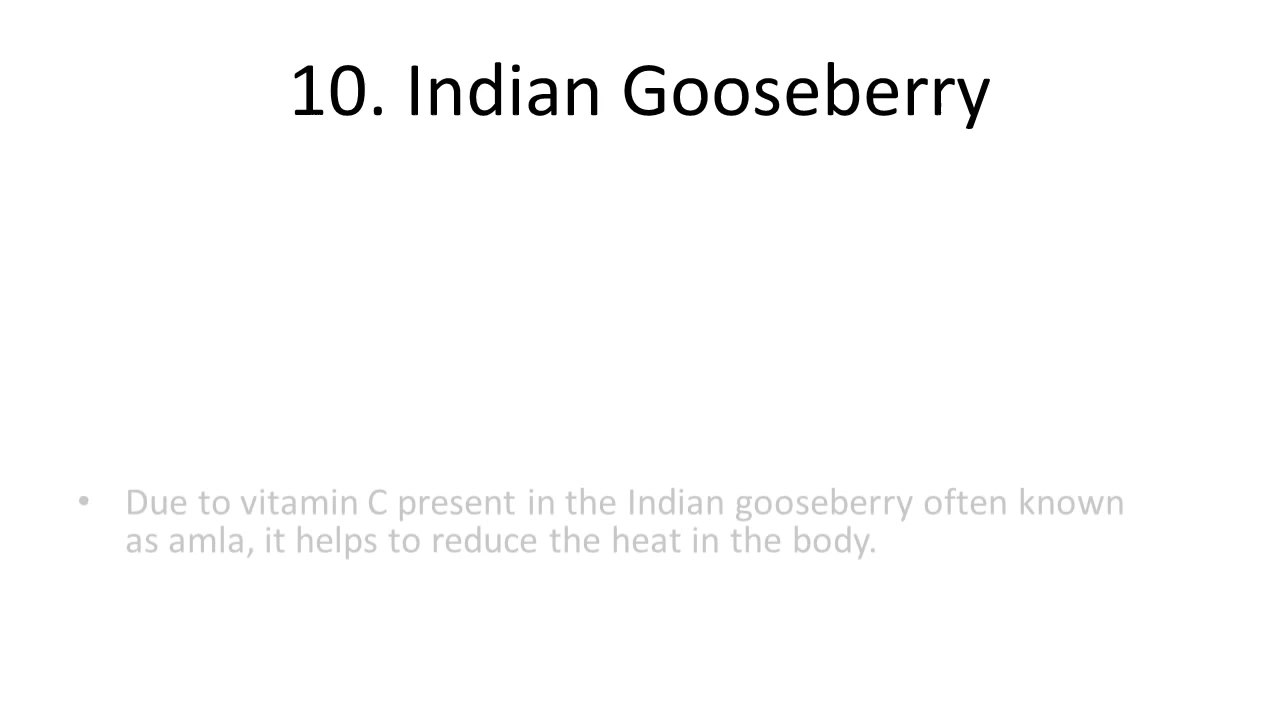 10. Indian Gooseberry
• Due to vitamin C present in the Indian gooseberry often known
as amla, it helps to reduce the heat in the body.